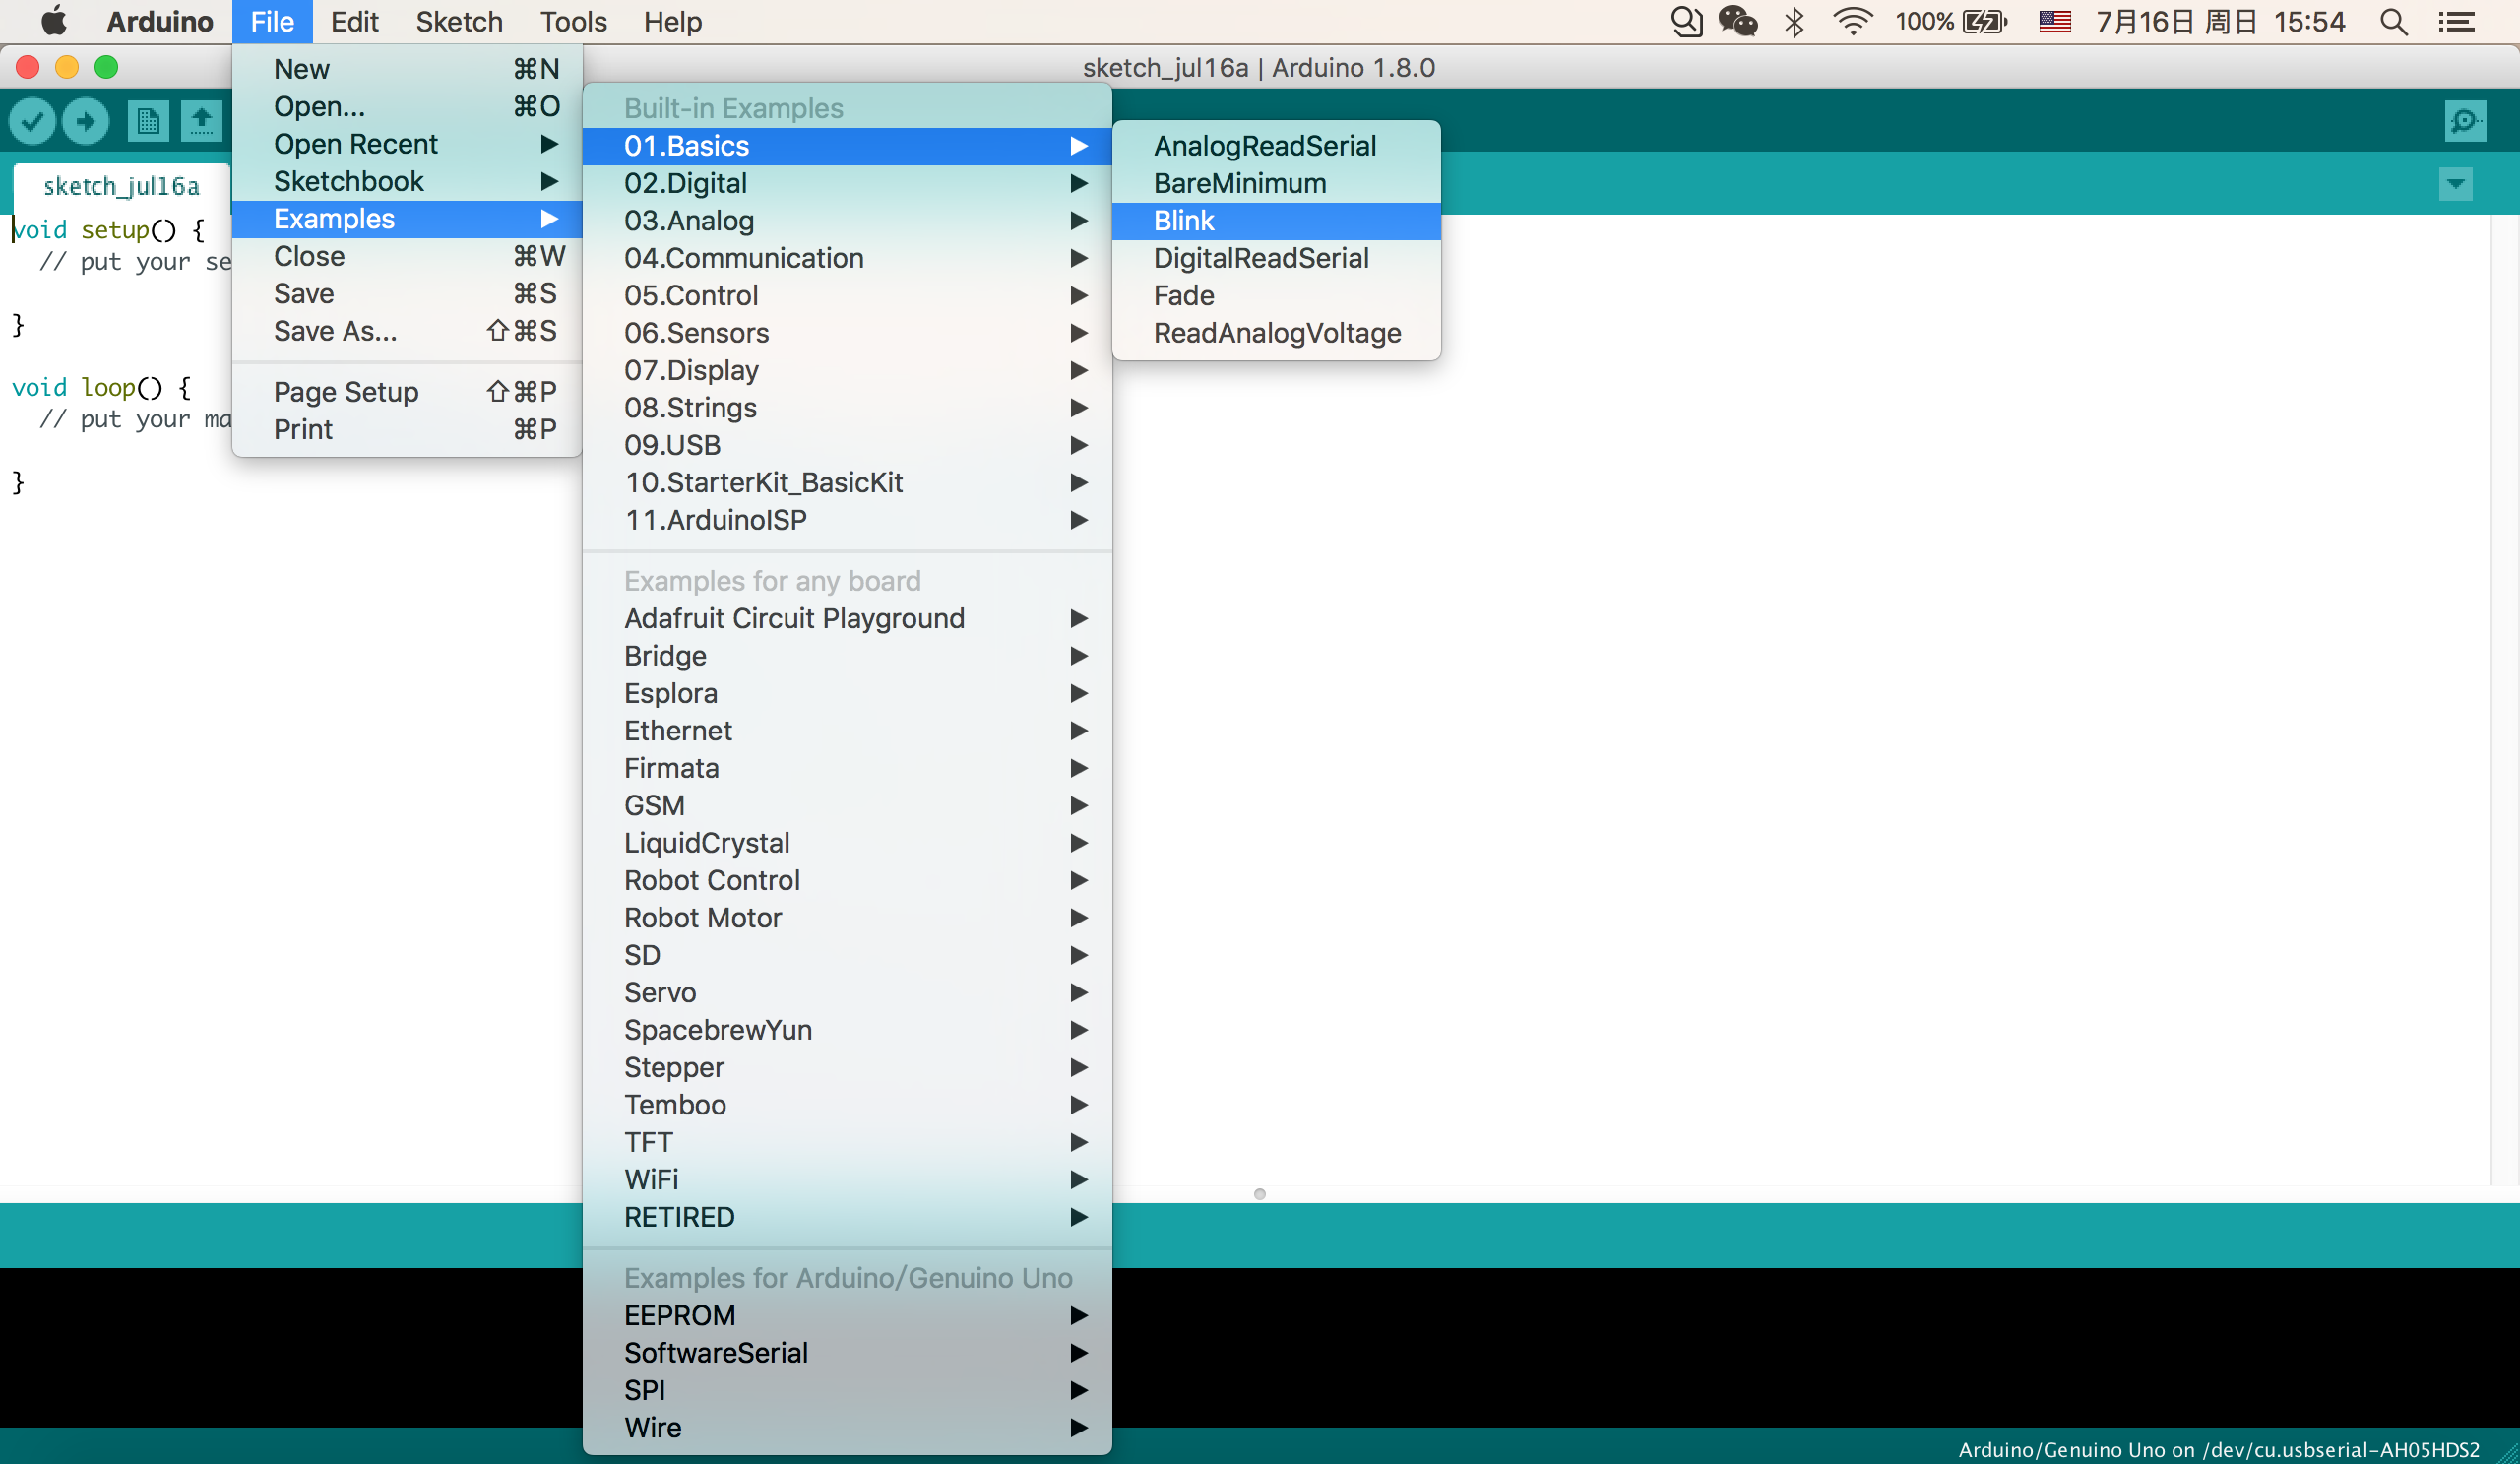 Arduino File Edit Sketch Tools Help 100% 7月16日 周日 15:54
sketch_jul16a | Arduino 1.8.0
New ⌘N
Open... ⌘O
Open Recent ▶
Sketchbook ▶
Examples ▶
Close ⌘W
Save ⌘S
Save As... ⇧⌘S
Page Setup ⇧⌘P
Print ⌘P
Built-in Examples
01.Basics ▶
02.Digital ▶
03.Analog ▶
04.Communication ▶
05.Control ▶
06.Sensors ▶
07.Display ▶
08.Strings ▶
09.USB ▶
10.StarterKit_BasicKit ▶
11.ArduinoISP ▶
Examples for any board
Adafruit Circuit Playground ▶
Bridge ▶
Esplora ▶
Ethernet ▶
Firmata ▶
GSM ▶
LiquidCrystal ▶
Robot Control ▶
Robot Motor ▶
SD ▶
Servo ▶
SpacebrewYun ▶
Stepper ▶
Temboo ▶
TFT ▶
WiFi ▶
RETIRED ▶
Examples for Arduino/Genuino Uno
EEPROM ▶
SoftwareSerial ▶
SPI ▶
Wire ▶
AnalogReadSerial
BareMinimum
Blink
DigitalReadSerial
Fade
ReadAnalogVoltage
sketch_jul16a
void setup() {
// put your se
}
void loop() {
// put your ma
}
Arduino/Genuino Uno on /dev/cu.usbserial-AH05HDS2